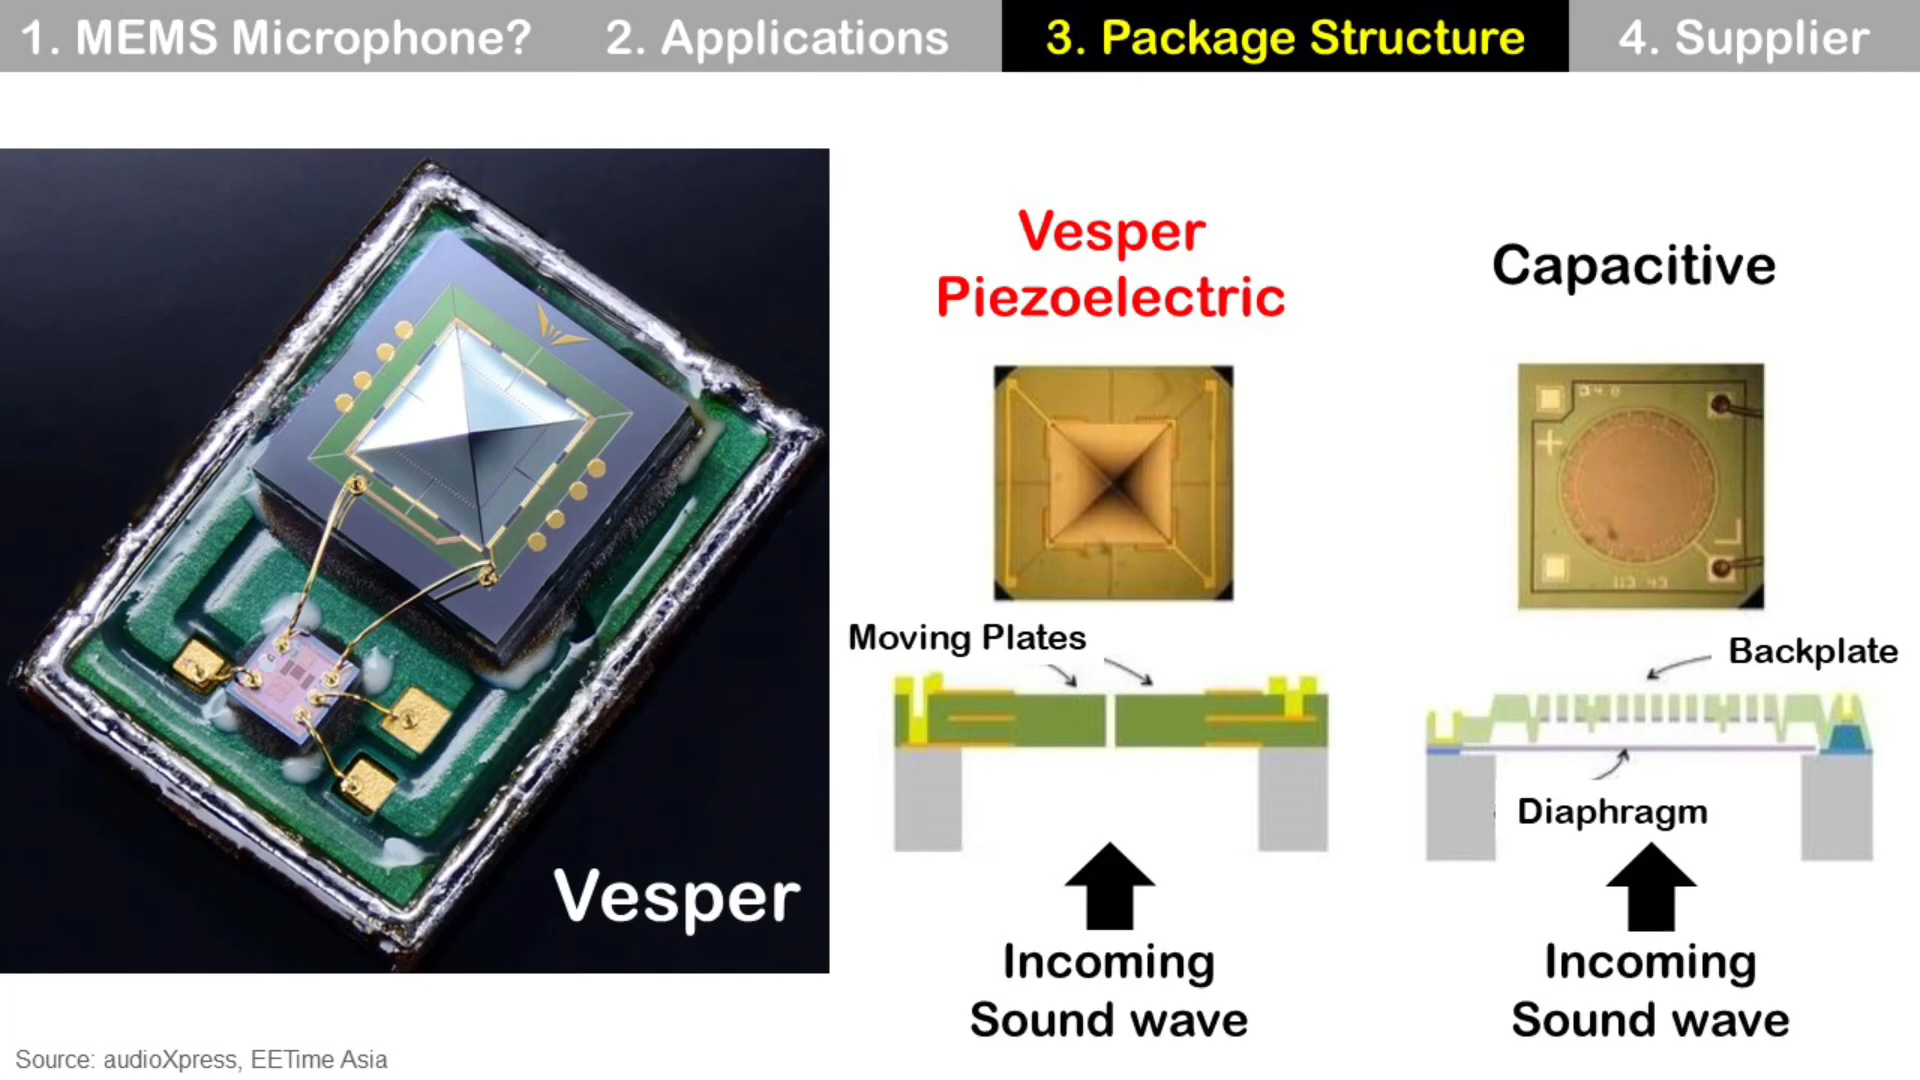 1. MEMS Microphone?
2. Applications
3. Package Structure
4. Supplier
Vesper
Vesper
Piezoelectric
Capacitive
Moving Plates
Backplate
Diaphragm
Incoming
Sound wave
Incoming
Sound wave
Source: audioXpress, EETime Asia